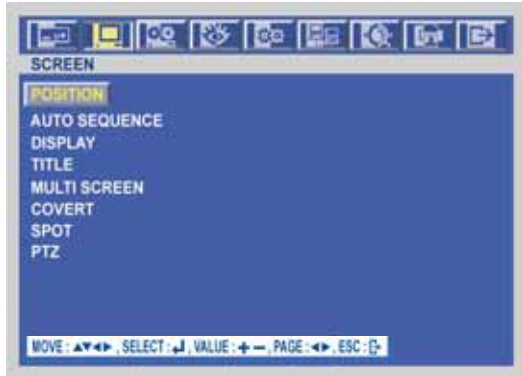 SCREEN
POSITION
AUTO SEQUENCE
DISPLAY
TITLE
MULTI SCREEN
COVERT
SPOT
PTZ
MOVE : ▲▼◄► , SELECT : ↵ , VALUE : + − , PAGE : ◄► , ESC :